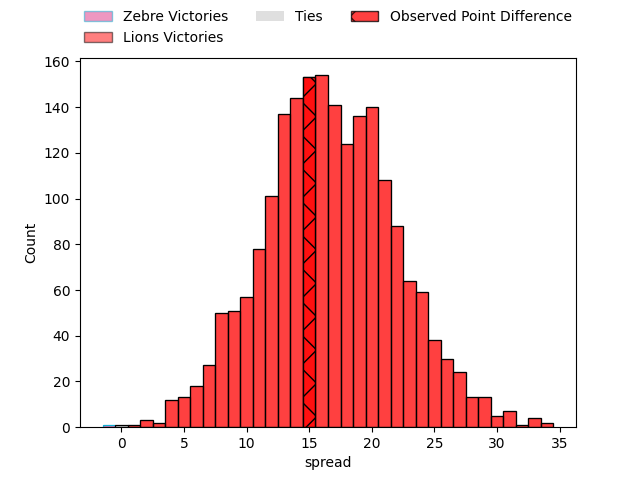 Zebre Victories
Lions Victories
Ties
Observed Point Difference
160
140
120
100
80
60
40
20
0
Count
0 5 10 15 20 25 30 35
spread